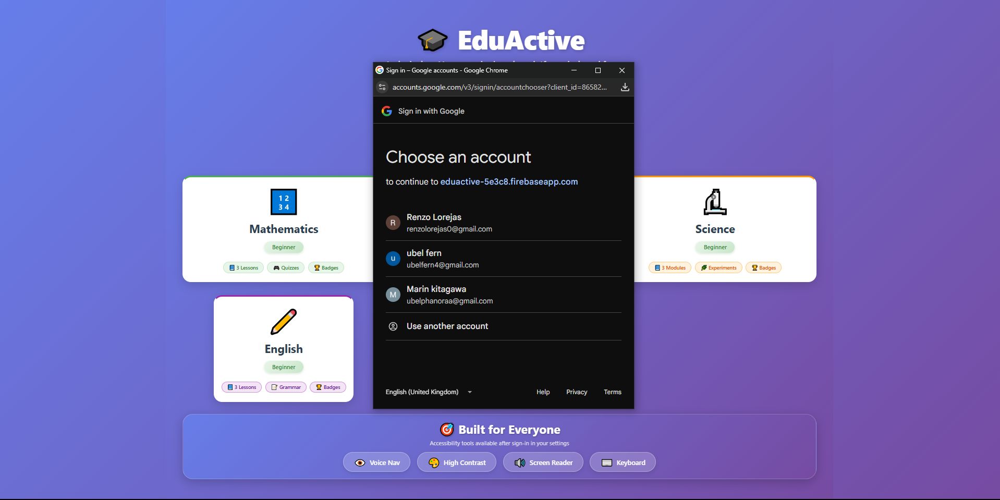 EduActive
Sign in – Google accounts - Google Chrome
accounts.google.com/v3/signin/accountchooser?client_id=86582...
Sign in with Google
Choose an account
to continue to eduactive-5e3c8.firebaseapp.com
R
Renzo Lorejas
renzolorejas0@gmail.com
u
ubel fern
ubelfern4@gmail.com
M
Marin kitagawa
ubelphanoraa@gmail.com
Use another account
English (United Kingdom)
Help
Privacy
Terms
1 2
3 4
Mathematics
Beginner
3 Lessons
Quizzes
Badges
Science
Beginner
3 Modules
Experiments
Badges
English
Beginner
3 Lessons
Grammar
Badges
Built for Everyone
Accessibility tools available after sign-in in your settings
Voice Nav
High Contrast
Screen Reader
Keyboard